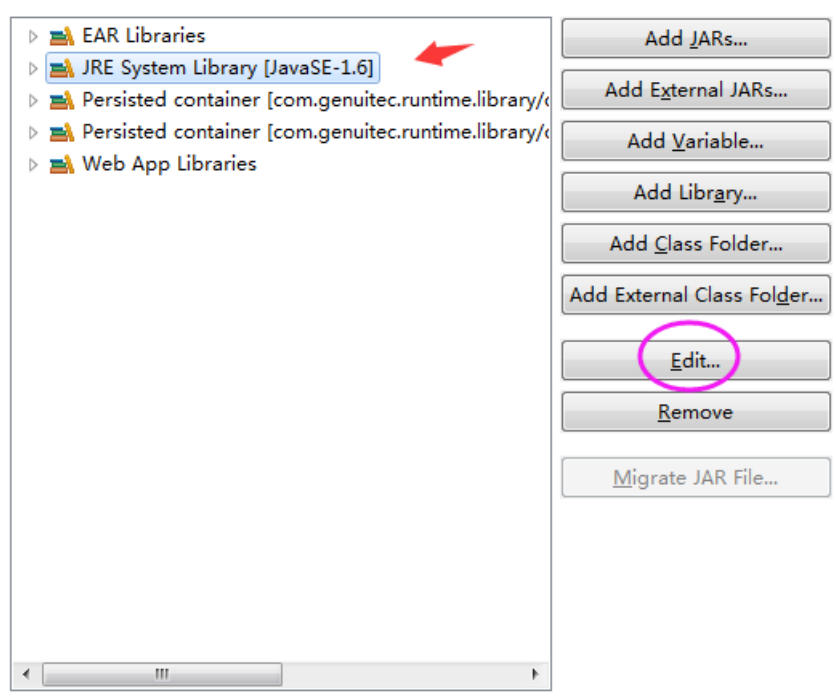 EAR Libraries
JRE System Library [JavaSE-1.6]
Persisted container [com.genuitec.runtime.library/
Persisted container [com.genuitec.runtime.library/
Web App Libraries
Add JARs...
Add External JARs...
Add Variable...
Add Library...
Add Class Folder...
Add External Class Folder...
Edit...
Remove
Migrate JAR File...